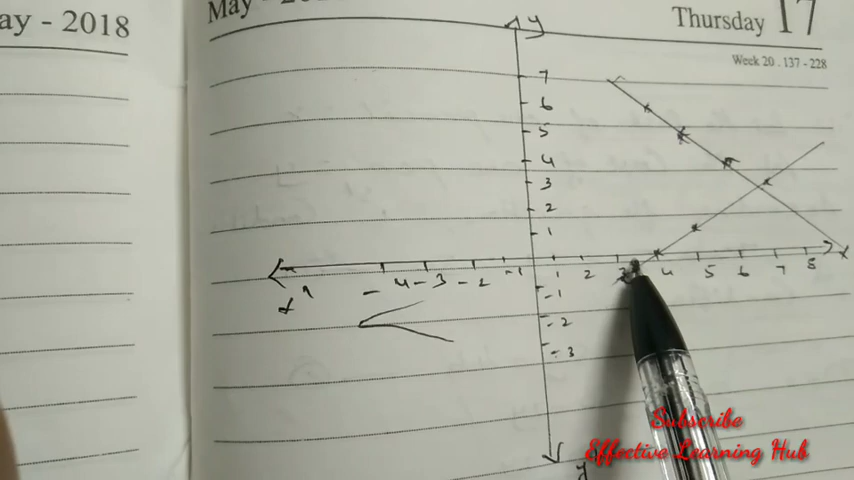 ay - 2018
May -
Thursday 17
Week 20 . 137 - 228
y
7
6
5
4
3
2
1
-4 -3 -2 -1 1 2 3 4 5 6 7 8 x
-1
-2
-3
Subscribe
Effective Learning Hub